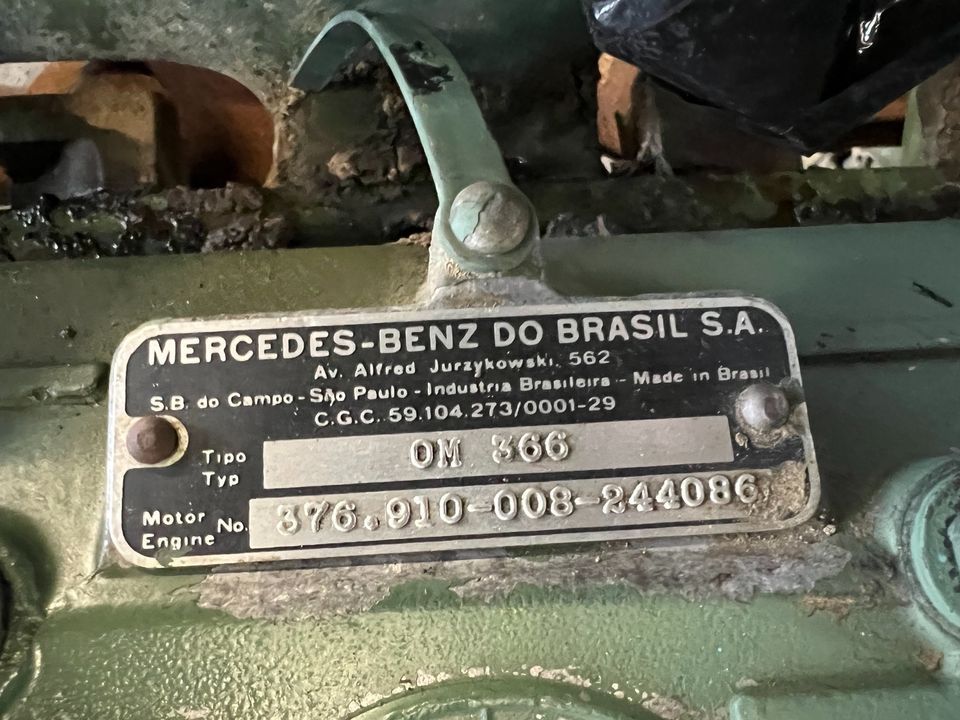 MERCEDES-BENZ DO BRASIL S.A.
Av. Alfred Jurzykowski, 562
S.B. do Campo - São Paulo - Industria Brasileira - Made in Brasil
C.G.C. 59.104.273/0001-29
Tipo
Typ
OM 366
Motor
Engine
No.
376.910-008-244086